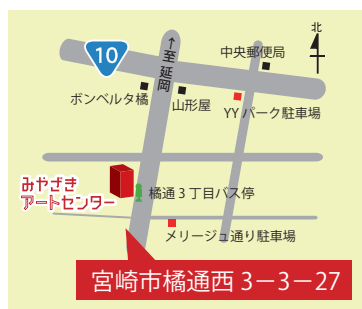 北
10
←至 延岡
中央郵便局
ボンベルタ橘
山形屋
YYパーク駐車場
みやざき
アートセンター
橘通3丁目バス停
メリージュ通り駐車場
宮崎市橘通西3−3−27